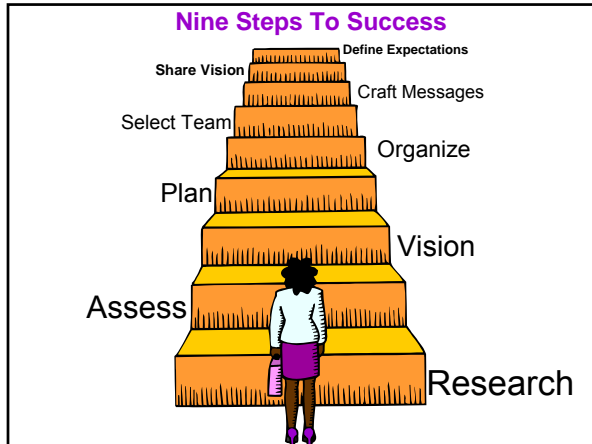 Nine Steps To Success
Define Expectations
Share Vision
Craft Messages
Select Team
Organize
Plan
Vision
Assess
Research